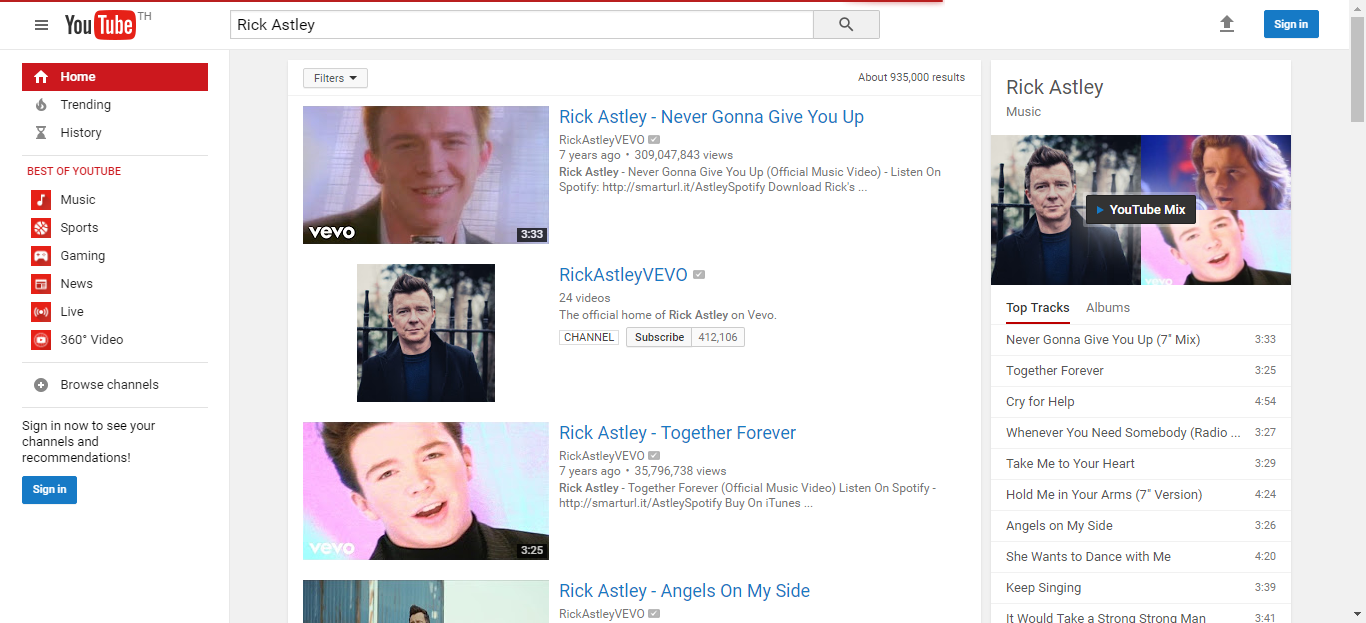 YouTube TH
Rick Astley
Sign in
Home
Trending
History
BEST OF YOUTUBE
Music
Sports
Gaming
News
Live
360° Video
Browse channels
Sign in now to see your
channels and
recommendations!
Sign in
Filters
About 935,000 results
vevo
3:33
Rick Astley - Never Gonna Give You Up
RickAstleyVEVO
7 years ago • 309,047,843 views
Rick Astley - Never Gonna Give You Up (Official Music Video) - Listen On
Spotify: http://smarturl.it/AstleySpotify Download Rick's ...
RickAstleyVEVO
24 videos
The official home of Rick Astley on Vevo.
CHANNEL Subscribe 412,106
vevo
3:25
Rick Astley - Together Forever
RickAstleyVEVO
7 years ago • 35,796,738 views
Rick Astley - Together Forever (Official Music Video) Listen On Spotify -
http://smarturl.it/AstleySpotify Buy On iTunes ...
Rick Astley - Angels On My Side
RickAstleyVEVO
Rick Astley
Music
YouTube Mix
vevo
Top Tracks Albums
Never Gonna Give You Up (7" Mix) 3:33
Together Forever 3:25
Cry for Help 4:54
Whenever You Need Somebody (Radio ... 3:27
Take Me to Your Heart 3:29
Hold Me in Your Arms (7" Version) 4:24
Angels on My Side 3:26
She Wants to Dance with Me 4:20
Keep Singing 3:39
It Would Take a Strong Strong Man 3:41